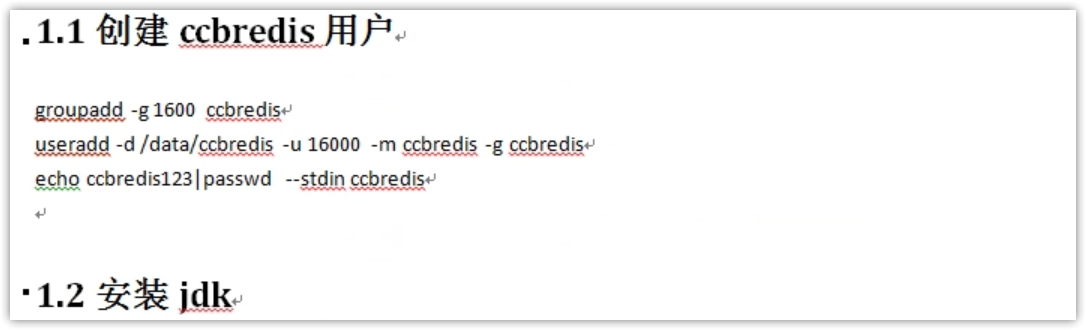 1.1 创建 ccbredis 用户
groupadd -g 1600 ccbredis
useradd -d /data/ccbredis -u 16000 -m ccbredis -g ccbredis
echo ccbredis123|passwd --stdin ccbredis
1.2 安装 jdk